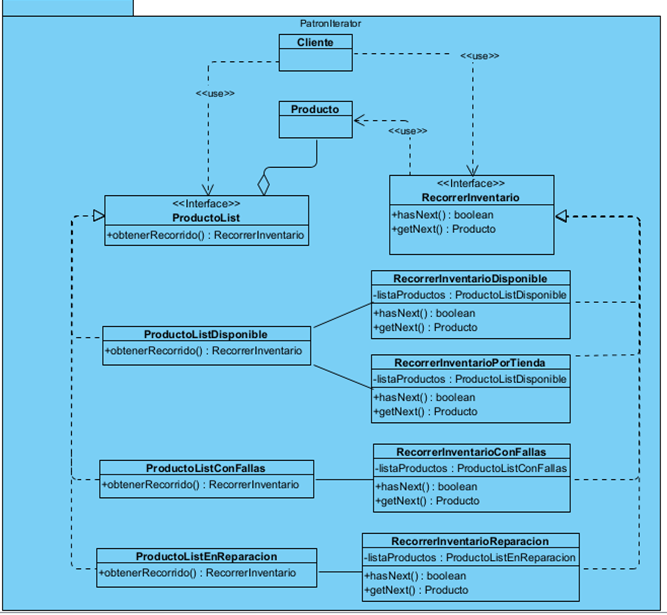 PatronIterator
Cliente
<<use>>
<<use>>
Producto
<<use>>
<<Interface>>
ProductoList
+obtenerRecorrido() : RecorrerInventario
<<Interface>>
RecorrerInventario
+hasNext() : boolean
+getNext() : Producto
RecorrerInventarioDisponible
-listaProductos : ProductoListDisponible
+hasNext() : boolean
+getNext() : Producto
ProductoListDisponible
+obtenerRecorrido() : RecorrerInventario
RecorrerInventarioPorTienda
-listaProductos : ProductoListDisponible
+hasNext() : boolean
+getNext() : Producto
ProductoListConFallas
+obtenerRecorrido() : RecorrerInventario
RecorrerInventarioConFallas
-listaProductos : ProductoListConFallas
+hasNext() : boolean
+getNext() : Producto
ProductoListEnReparacion
+obtenerRecorrido() : RecorrerInventario
RecorrerInventarioReparacion
-listaProductos : ProductoListEnReparacion
+hasNext() : boolean
+getNext() : Producto